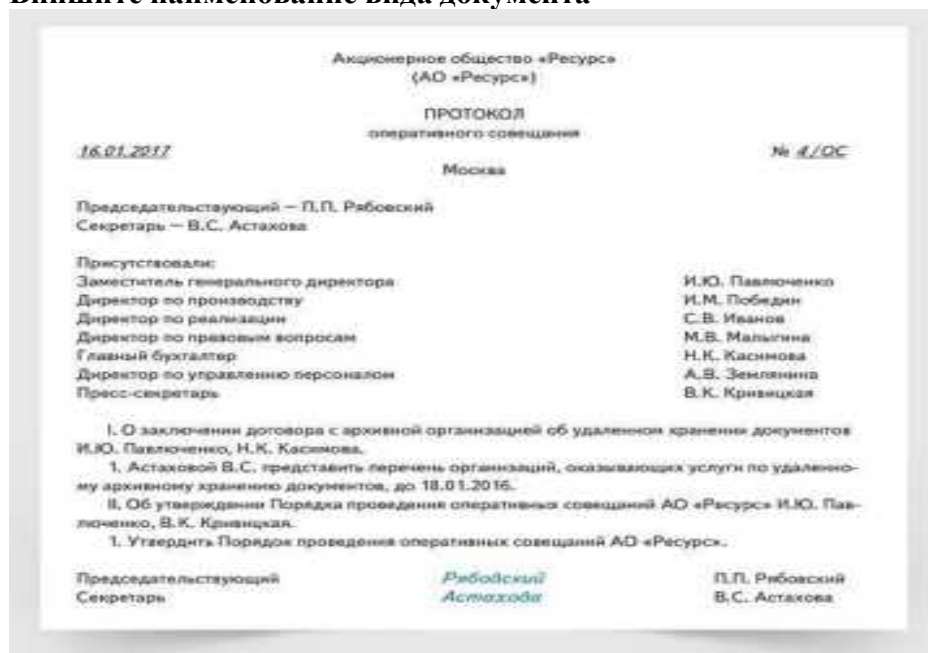 Впишите наименование вида документа
Акционерное общество «Ресурс»
(АО «Ресурс»)
ПРОТОКОЛ
оперативного совещания
16.01.2017 № 4/ОС
Москва
Председательствующий — П.П. Рябовский
Секретарь — В.С. Астахова
Присутствовали:
Заместитель генерального директора И.Ю. Павлюченко
Директор по производству И.М. Победин
Директор по реализации С.В. Иванов
Директор по правовым вопросам М.В. Малыгина
Главный бухгалтер Н.К. Касимова
Директор по управлению персоналом А.В. Землянина
Пресс-секретарь В.К. Кривицкая
I. О заключении договора с архивной организацией об удаленном хранении документов
И.Ю. Павлюченко, Н.К. Касимова.
1. Астаховой В.С. представить перечень организаций, оказывающих услуги по удаленно-
му архивному хранению документов, до 18.01.2016.
II. Об утверждении Порядка проведения оперативных совещаний АО «Ресурс» И.Ю. Пав-
люченко, В.К. Кривицкая.
1. Утвердить Порядок проведения оперативных совещаний АО «Ресурс».
Председательствующий Рябовский П.П. Рябовский
Секретарь Астахова В.С. Астахова